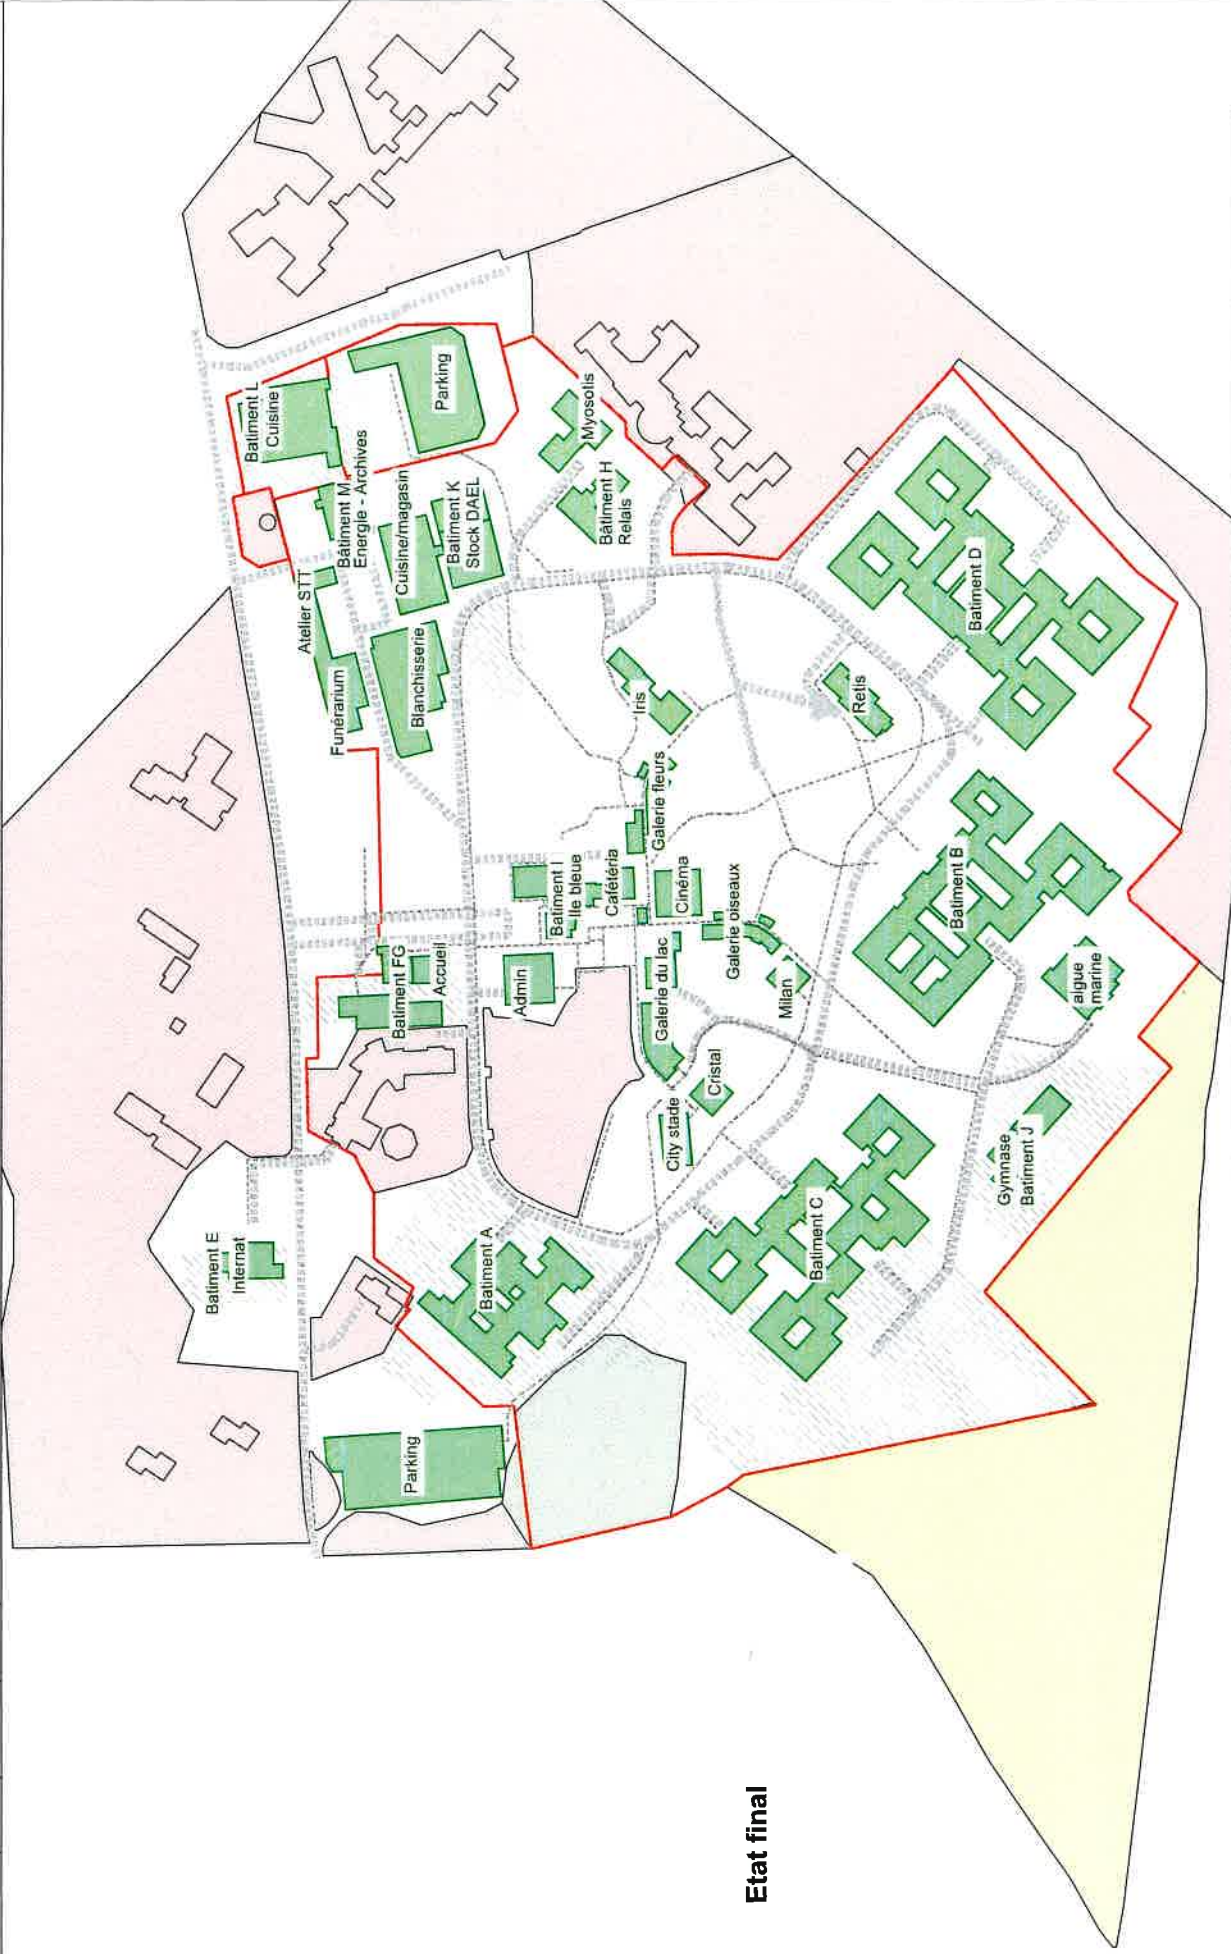 Batiment L
Cuisine
Parking
Bâtiment M
Energie - Archives
Atelier STT
Cuisine/magasin
Batiment K
Stock DAEL
Myosotis
Bâtiment H
Relais
Funérarium
Blanchisserie
Iris
Batiment D
Retis
Galerie fleurs
Batiment I
Ile bleue
Cafétéria
Cinéma
Galerie oiseaux
Batiment B
Batiment FG
Accueil
Admin
Galerie du lac
Milan
aigue
marine
City stade
Cristal
Gymnase
Batiment J
Batiment E
Internat
Batiment A
Batiment C
Parking
Etat final